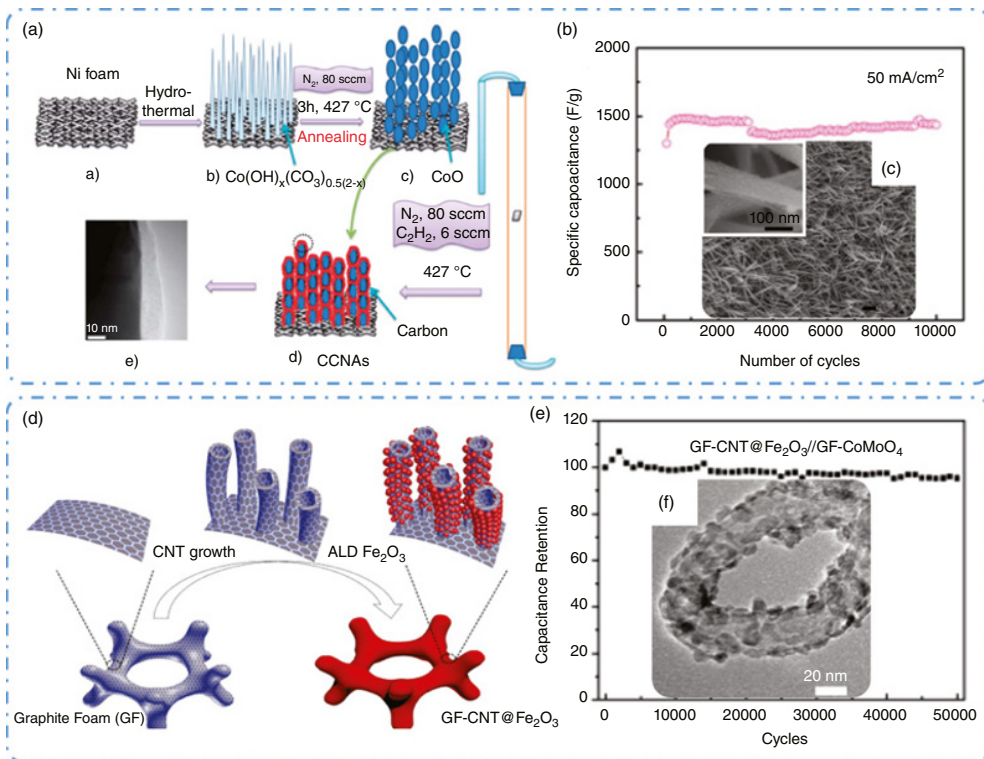 (a)
Ni foam
Hydro-
thermal
N₂, 80 sccm
3h, 427 °C
Annealing
a)
b) Co(OH)ₓ(CO₃)₀.₅₍₂₋ₓ₎
c) CoO
N₂, 80 sccm
C₂H₂, 6 sccm
427 °C
Carbon
10 nm
e)
d) CCNAs
(b)
2000
1500
1000
500
0
Specific capoacitance (F/g)
50 mA/cm²
(c)
100 nm
0 2000 4000 6000 8000 10000
Number of cycles
(d)
CNT growth
ALD Fe₂O₃
Graphite Foam (GF)
GF-CNT@Fe₂O₃
(e)
120
100
80
60
40
20
0
Capacitance Retention
GF-CNT@Fe₂O₃//GF-CoMoO₄
(f)
20 nm
0 10000 20000 30000 40000 50000
Cycles